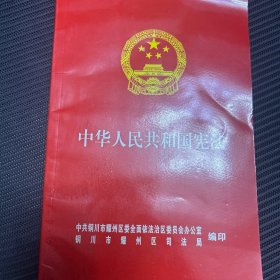 中华人民共和国宪法
中共铜川市耀州区委全面依法治区委员会办公室
铜川市耀州区司法局
编印